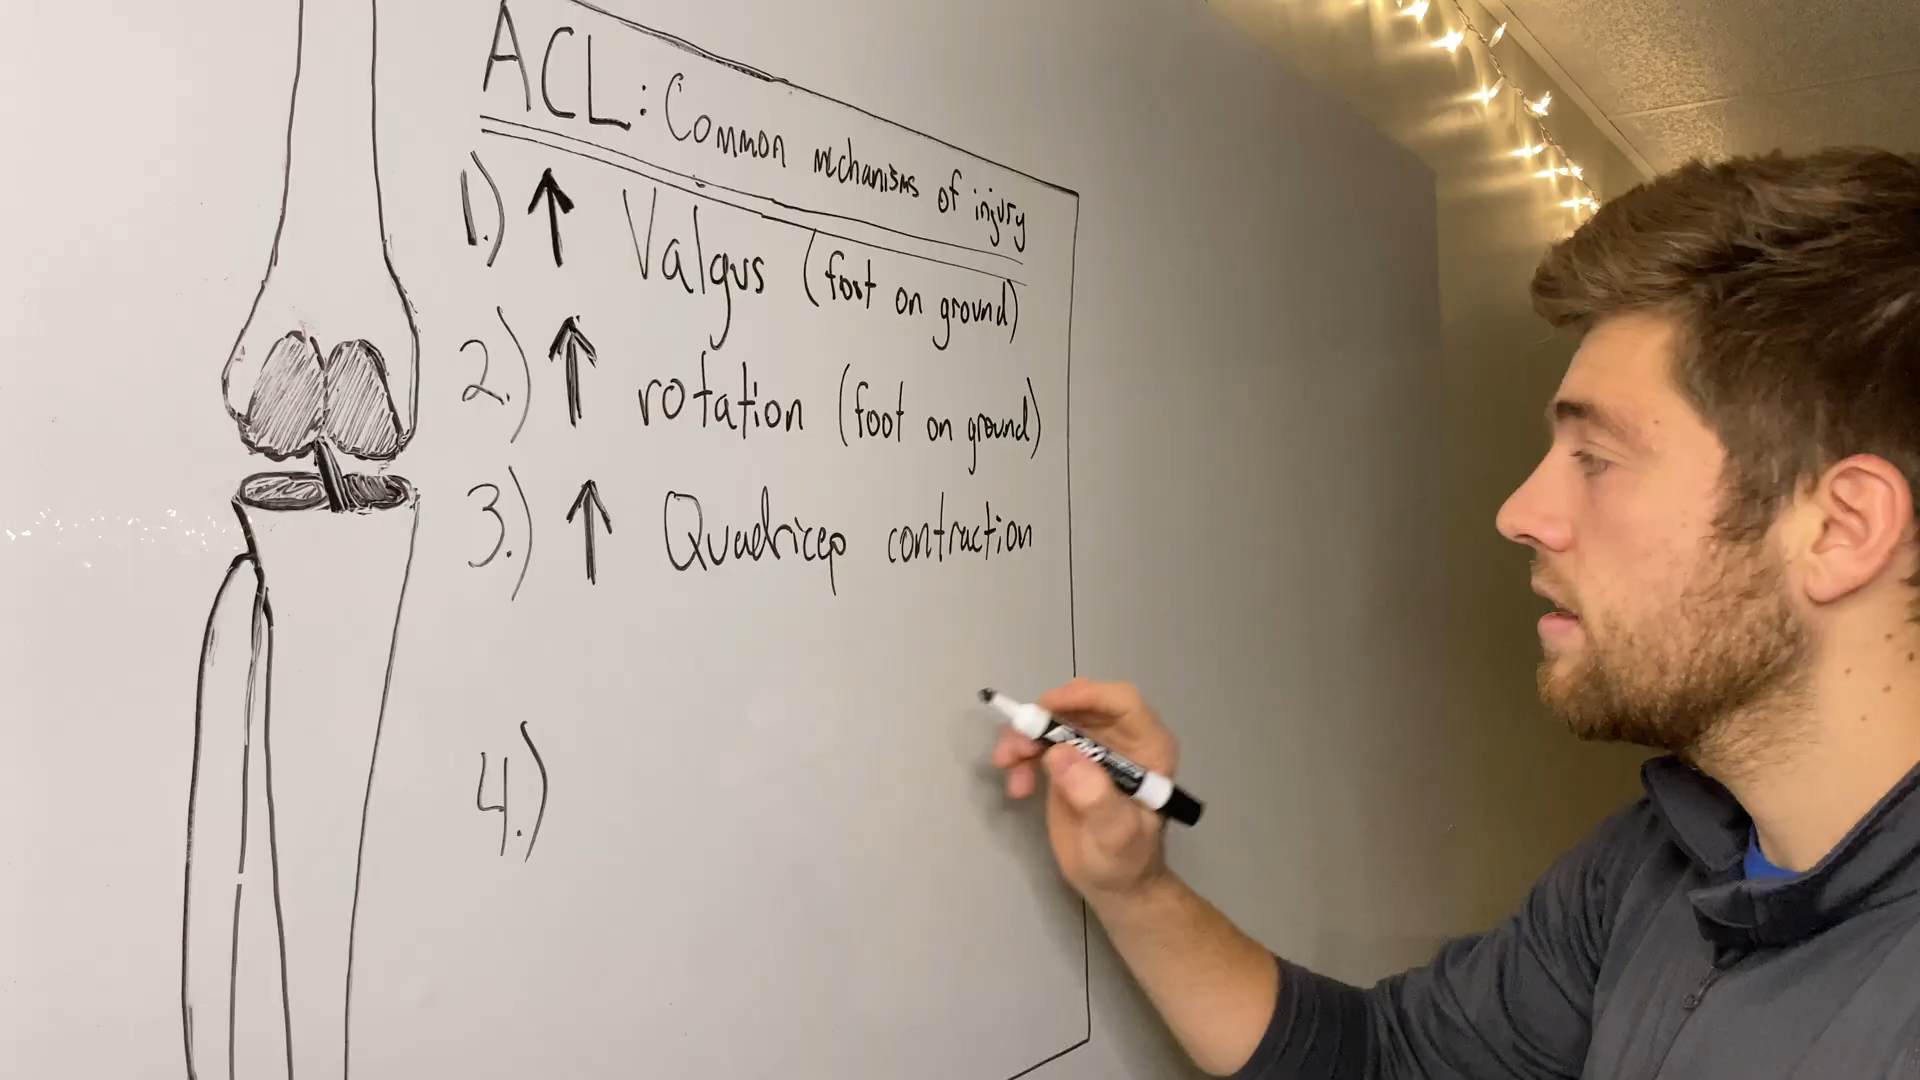 ACL: Common mechanisms of injury
1.) ↑ Valgus (foot on ground)
2.) ↑ rotation (foot on ground)
3.) ↑ Quadricep contraction
4.)